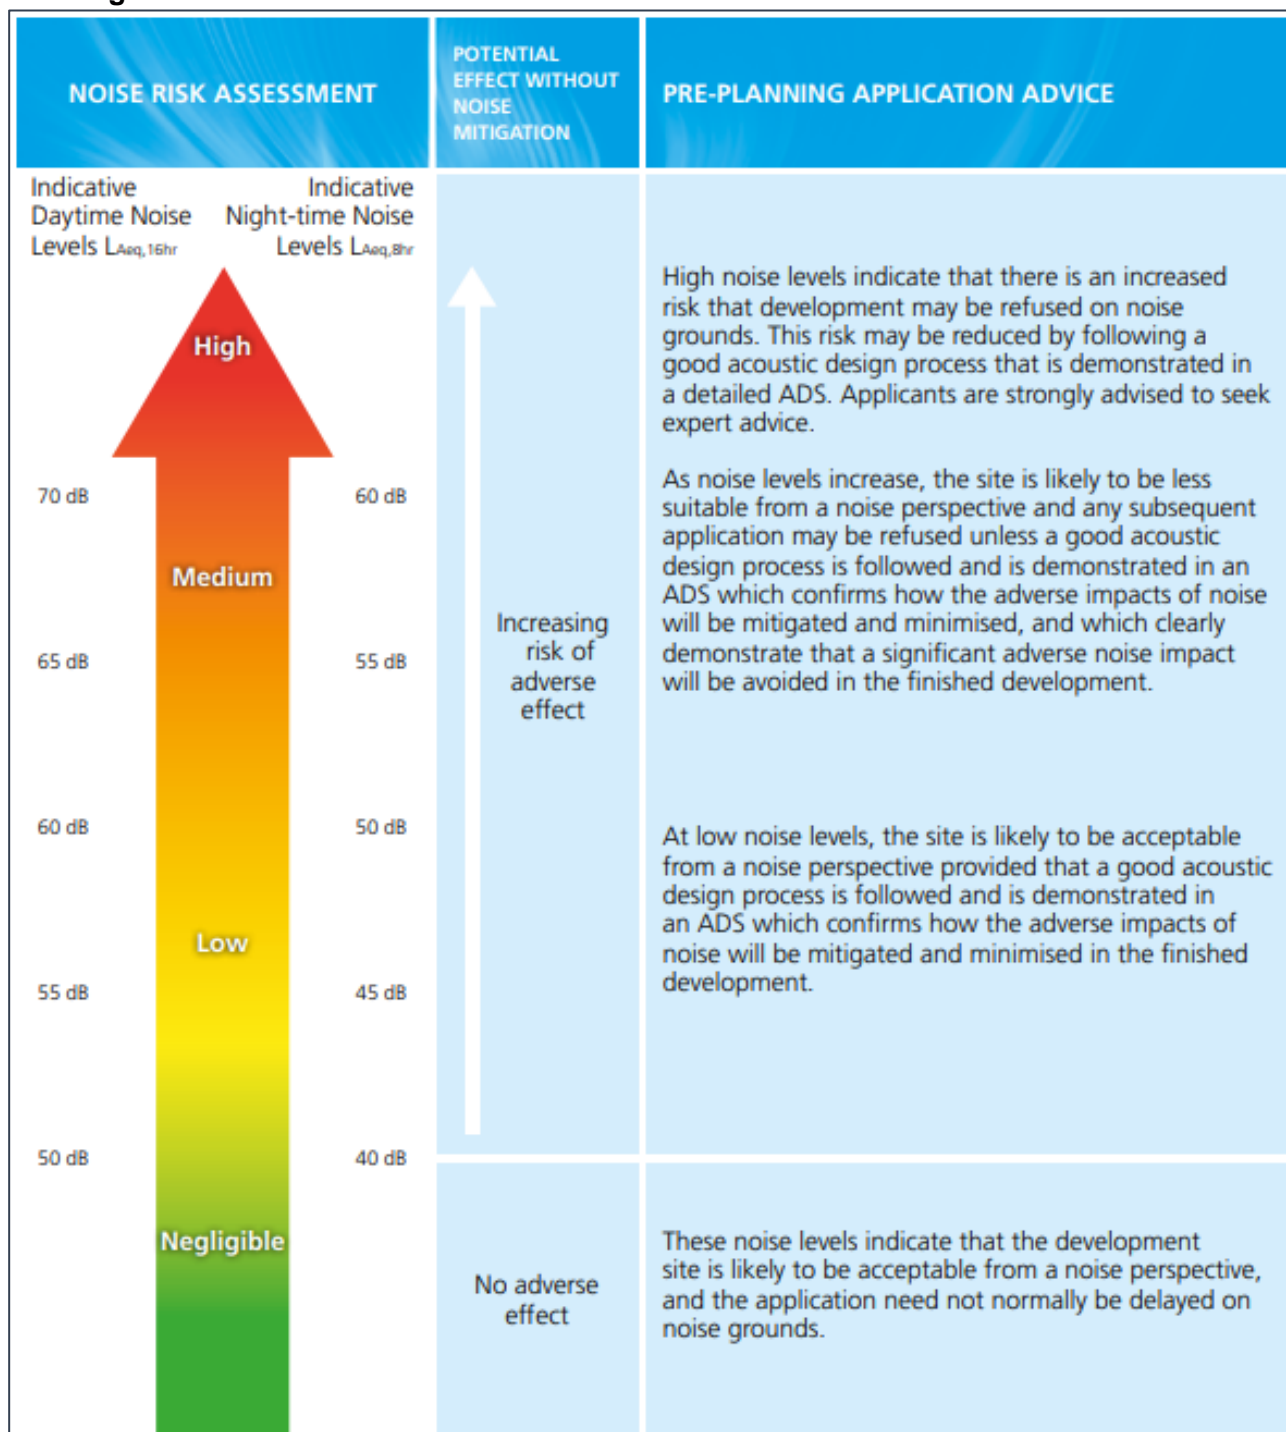 NOISE RISK ASSESSMENT
POTENTIAL
EFFECT WITHOUT
NOISE
MITIGATION
PRE-PLANNING APPLICATION ADVICE
Indicative
Daytime Noise
Levels LAeq,16hr
Indicative
Night-time Noise
Levels LAeq,8hr
High
70 dB
60 dB
Medium
65 dB
55 dB
60 dB
50 dB
Low
55 dB
45 dB
50 dB
40 dB
Negligible
Increasing
risk of
adverse
effect
No adverse
effect
High noise levels indicate that there is an increased
risk that development may be refused on noise
grounds. This risk may be reduced by following a
good acoustic design process that is demonstrated in
a detailed ADS. Applicants are strongly advised to seek
expert advice.
As noise levels increase, the site is likely to be less
suitable from a noise perspective and any subsequent
application may be refused unless a good acoustic
design process is followed and is demonstrated in an
ADS which confirms how the adverse impacts of noise
will be mitigated and minimised, and which clearly
demonstrate that a significant adverse noise impact
will be avoided in the finished development.
At low noise levels, the site is likely to be acceptable
from a noise perspective provided that a good acoustic
design process is followed and is demonstrated in
an ADS which confirms how the adverse impacts of
noise will be mitigated and minimised in the finished
development.
These noise levels indicate that the development
site is likely to be acceptable from a noise perspective,
and the application need not normally be delayed on
noise grounds.